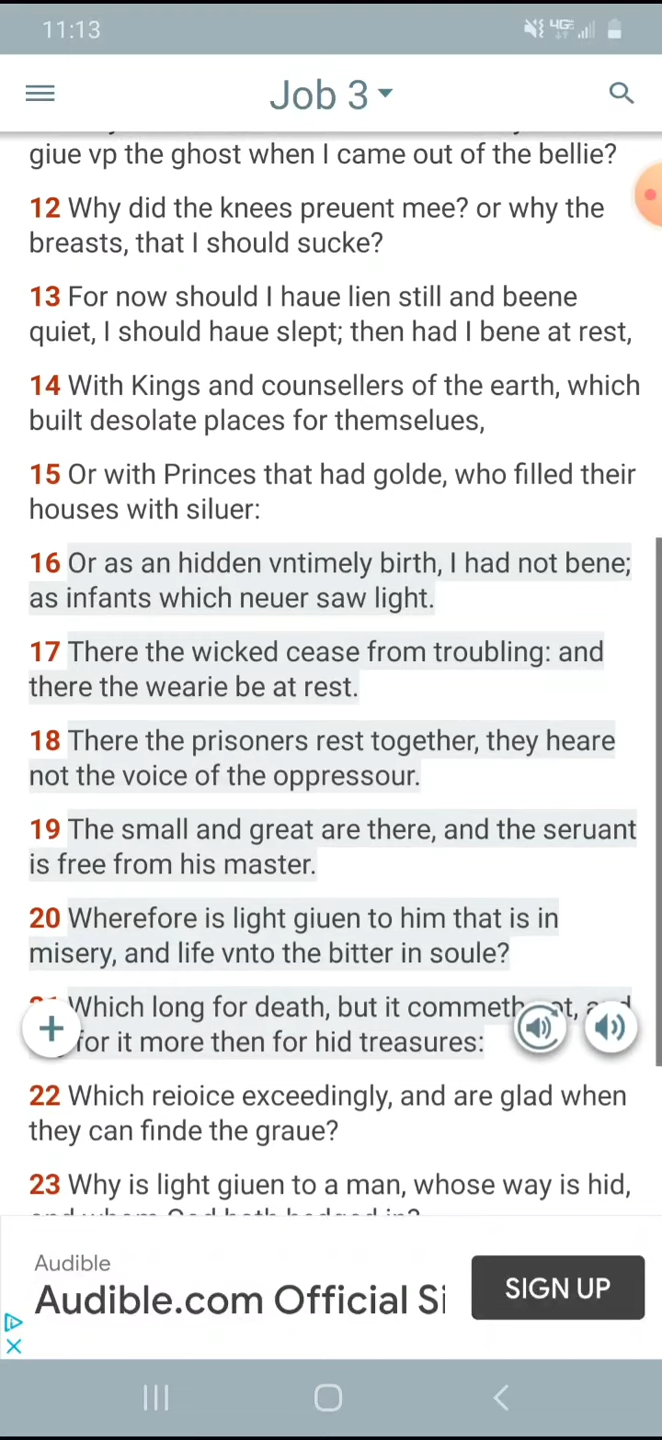 11:13
4GE
Job 3
giue vp the ghost when I came out of the bellie?
12 Why did the knees preuent mee? or why the
breasts, that I should sucke?
13 For now should I haue lien still and beene
quiet, I should haue slept; then had I bene at rest,
14 With Kings and counsellers of the earth, which
built desolate places for themselues,
15 Or with Princes that had golde, who filled their
houses with siluer:
16 Or as an hidden vntimely birth, I had not bene;
as infants which neuer saw light.
17 There the wicked cease from troubling: and
there the wearie be at rest.
18 There the prisoners rest together, they heare
not the voice of the oppressour.
19 The small and great are there, and the seruant
is free from his master.
20 Wherefore is light giuen to him that is in
misery, and life vnto the bitter in soule?
Which long for death, but it commeth
for it more then for hid treasures:
22 Which reioice exceedingly, and are glad when
they can finde the graue?
23 Why is light giuen to a man, whose way is hid,
Audible
Audible.com Official Si
SIGN UP